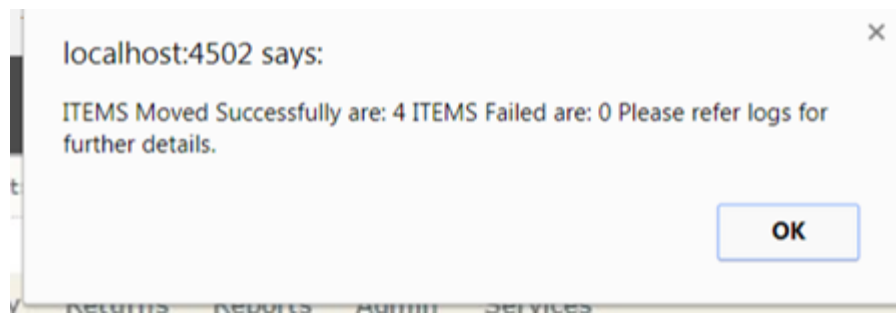 localhost:4502 says:
ITEMS Moved Successfully are: 4 ITEMS Failed are: 0 Please refer logs for
further details.
OK
Returns Reports Admin Services